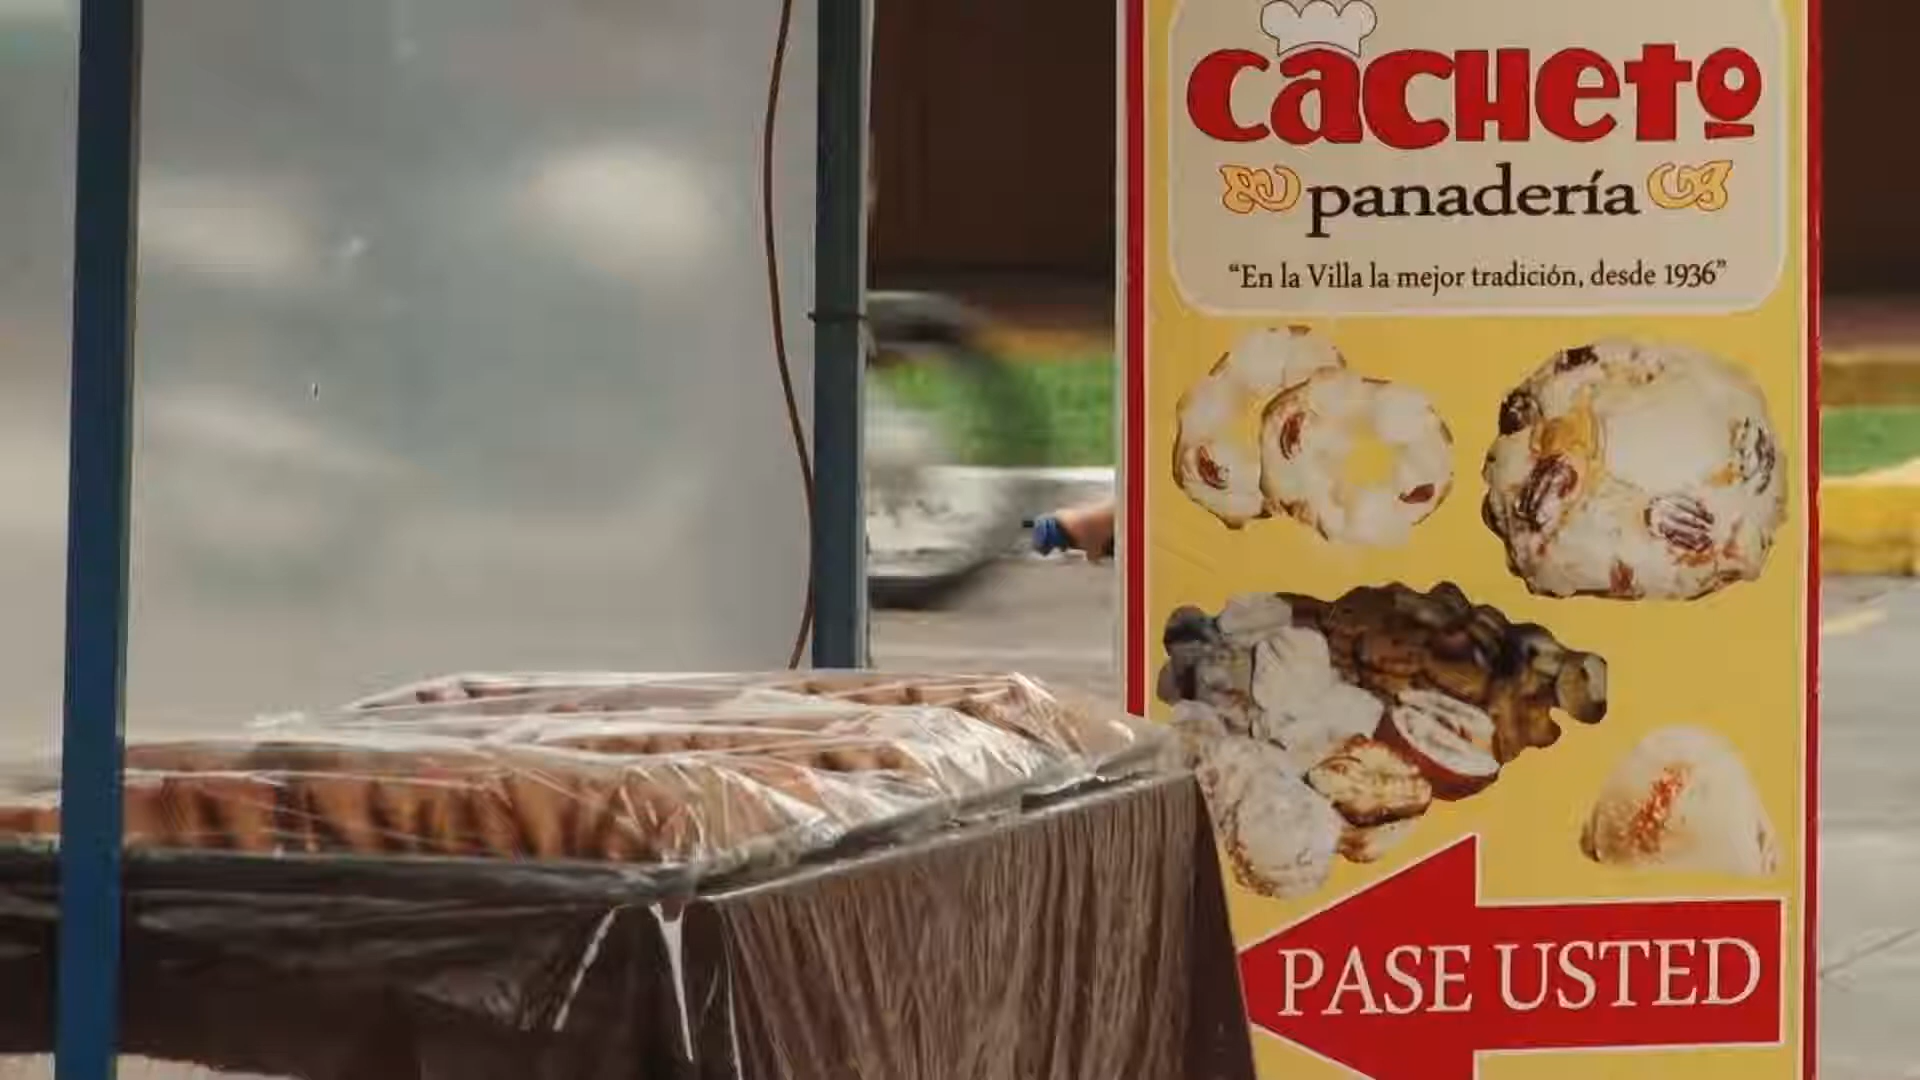 cacheto
panadería
“En la Villa la mejor tradición, desde 1936”
PASE USTED